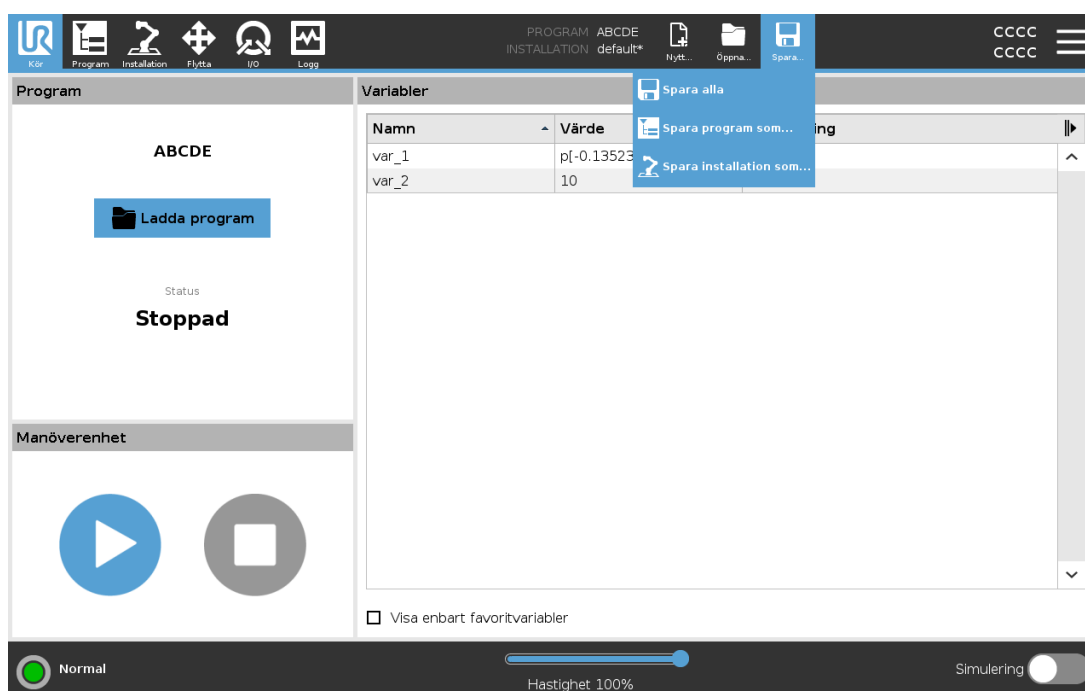 PROGRAM ABCDE
INSTALLATION default*
CCCC
CCCC
Kör Program Installation Flytta I/O Logg Nytt... Öppna... Spara...
Spara alla
Spara program som...
Spara installation som...
Program
ABCDE
Ladda program
Status
Stoppad
Manöverenhet
Variabler
Namn Värde ing
var_1 p[-0.13523
var_2 10
Visa enbart favoritvariabler
Normal
Hastighet 100%
Simulering